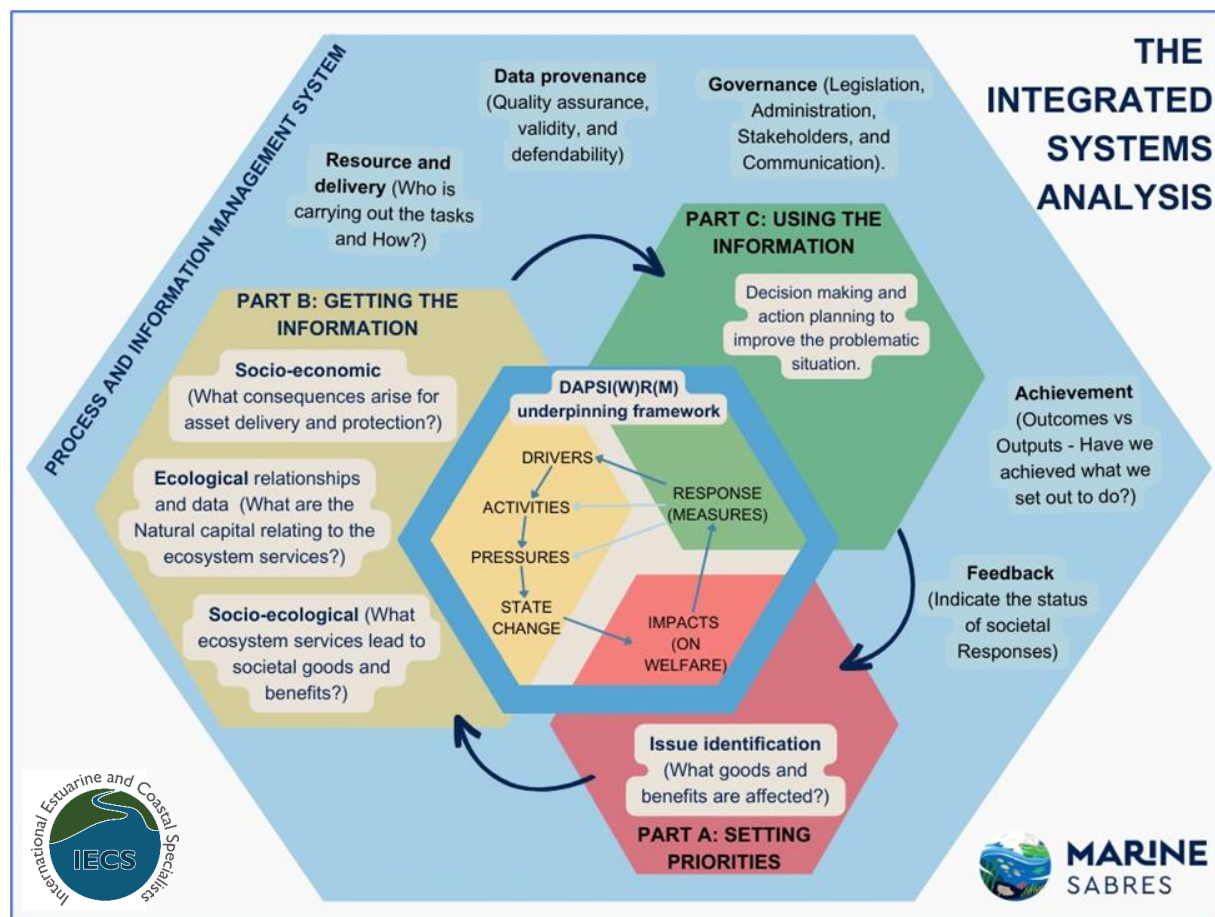 THE
INTEGRATED
SYSTEMS
ANALYSIS
PROCESS AND INFORMATION MANAGEMENT SYSTEM
Data provenance
(Quality assurance,
validity, and
defendability)
Governance (Legislation,
Administration,
Stakeholders, and
Communication).
Resource and
delivery (Who is
carrying out the tasks
and How?)
PART C: USING THE
INFORMATION
Decision making and
action planning to
improve the problematic
situation.
PART B: GETTING THE
INFORMATION
Socio-economic
(What consequences arise for
asset delivery and protection?)
Ecological relationships
and data (What are the
Natural capital relating to the
ecosystem services?)
Socio-ecological (What
ecosystem services lead to
societal goods and
benefits?)
DAPSI(W)R(M)
underpinning framework
DRIVERS
ACTIVITIES
PRESSURES
STATE
CHANGE
RESPONSE
(MEASURES)
IMPACTS
(ON
WELFARE)
Achievement
(Outcomes vs
Outputs - Have we
achieved what we
set out to do?)
Feedback
(Indicate the status
of societal
Responses)
Issue identification
(What goods and
benefits are affected?)
PART A: SETTING
PRIORITIES
International Estuarine and Coastal Specialists
IECS
MARINE
SABRES